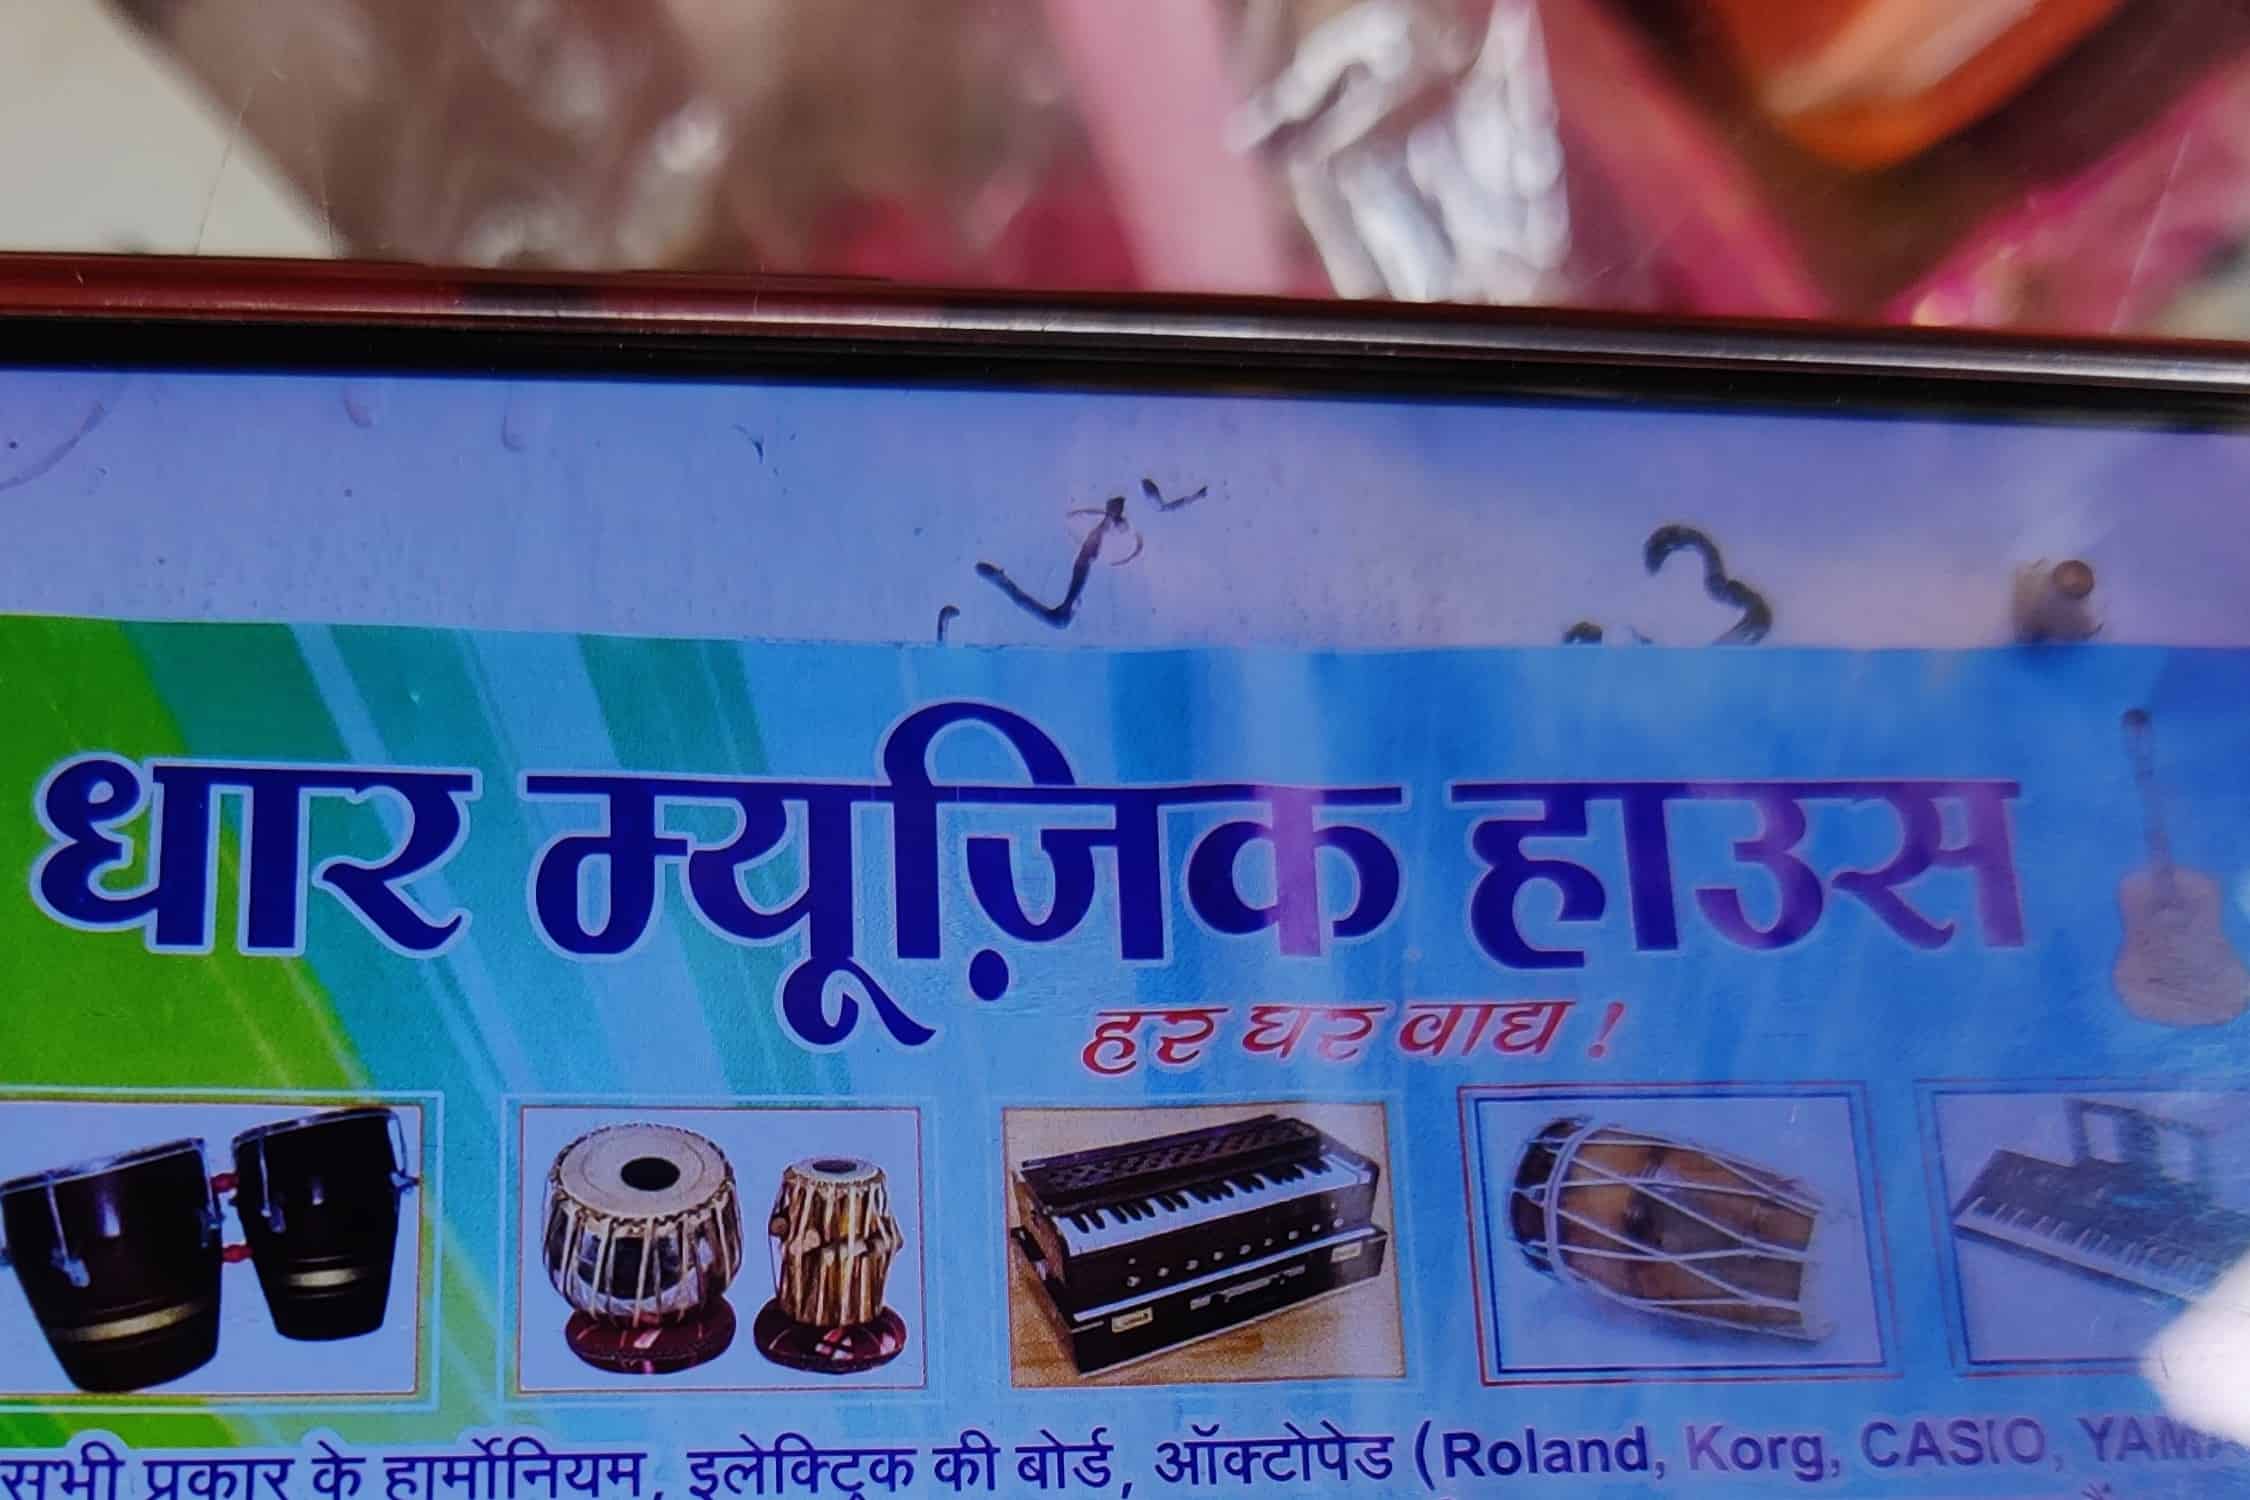 धार म्यूज़िक हाउस
हर घर वाद्य !
सभी प्रकार के हार्मोनियम, इलेक्ट्रिक की बोर्ड, ऑक्टोपेड (Roland, Korg, CASIO,